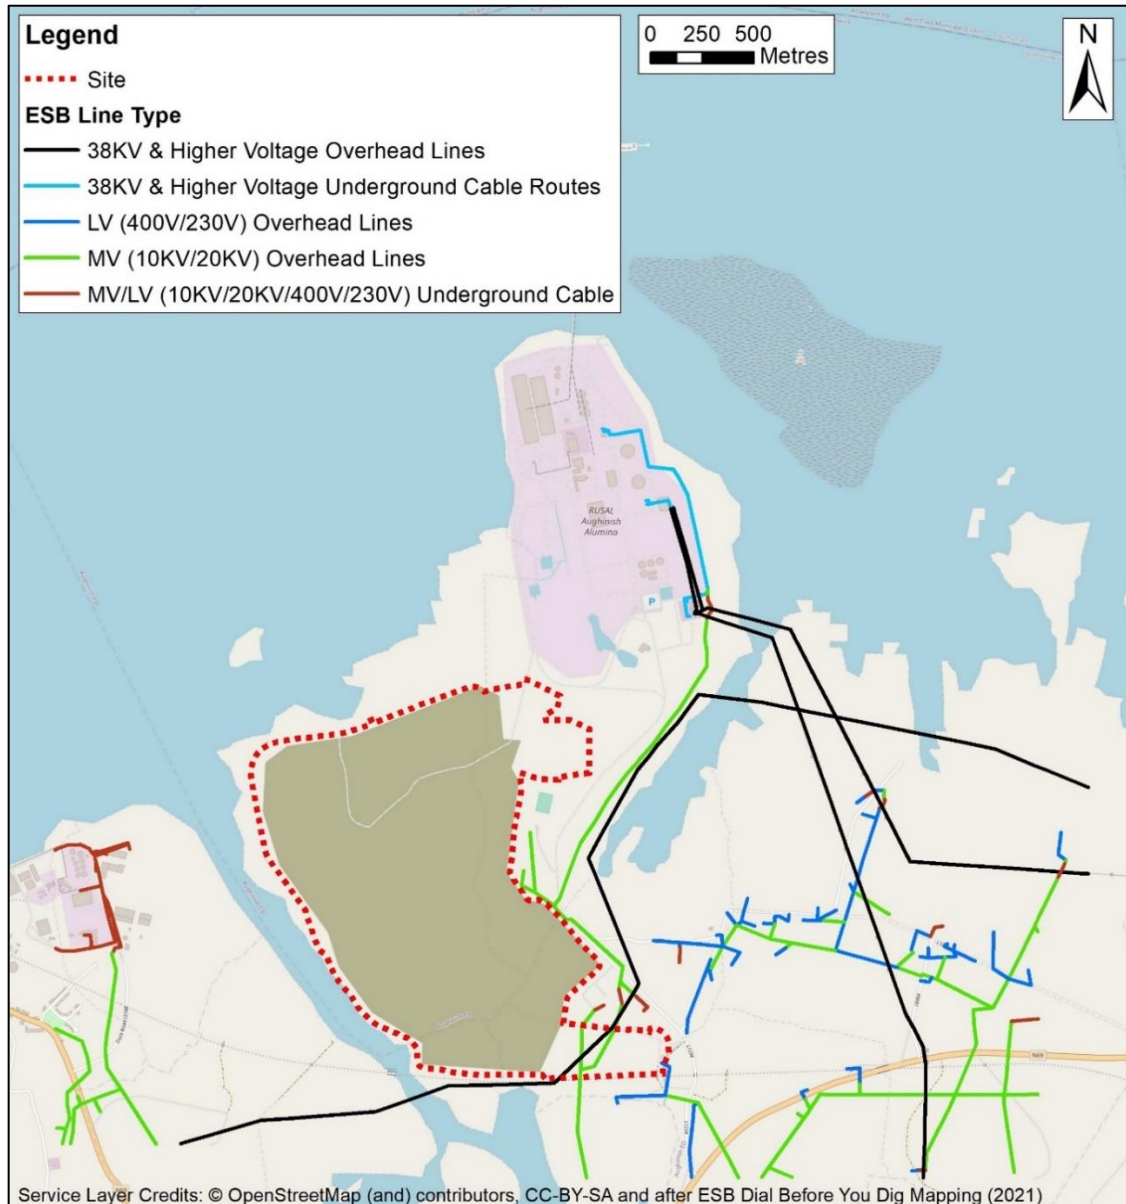 Legend
Site
ESB Line Type
38KV & Higher Voltage Overhead Lines
38KV & Higher Voltage Underground Cable Routes
LV (400V/230V) Overhead Lines
MV (10KV/20KV) Overhead Lines
MV/LV (10KV/20KV/400V/230V) Underground Cable
0 250 500
Metres
N
RUSAL
Aughinish
Alumina
P
N69
Service Layer Credits: © OpenStreetMap (and) contributors, CC-BY-SA and after ESB Dial Before You Dig Mapping (2021)